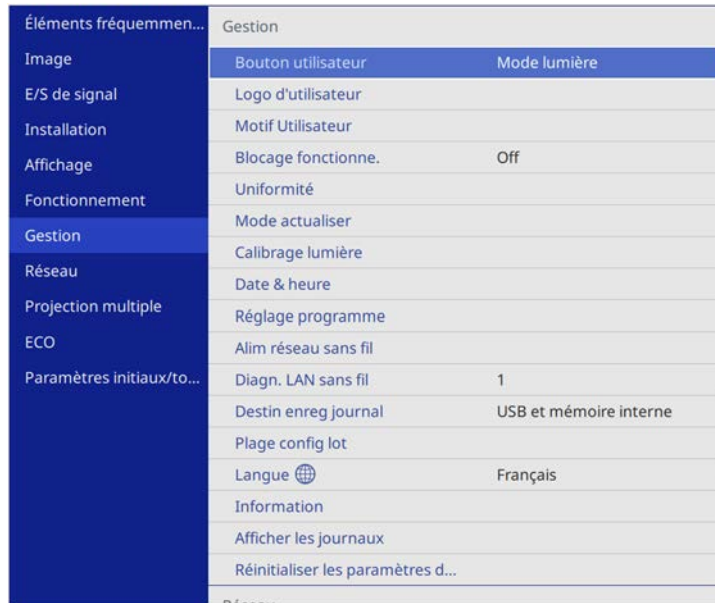 Éléments fréquemmen...
Image
E/S de signal
Installation
Affichage
Fonctionnement
Gestion
Réseau
Projection multiple
ECO
Paramètres initiaux/to...
Gestion
Bouton utilisateur Mode lumière
Logo d'utilisateur
Motif Utilisateur
Blocage fonctionne. Off
Uniformité
Mode actualiser
Calibrage lumière
Date & heure
Réglage programme
Alim réseau sans fil
Diagn. LAN sans fil 1
Destin enreg journal USB et mémoire interne
Plage config lot
Langue Français
Information
Afficher les journaux
Réinitialiser les paramètres d...